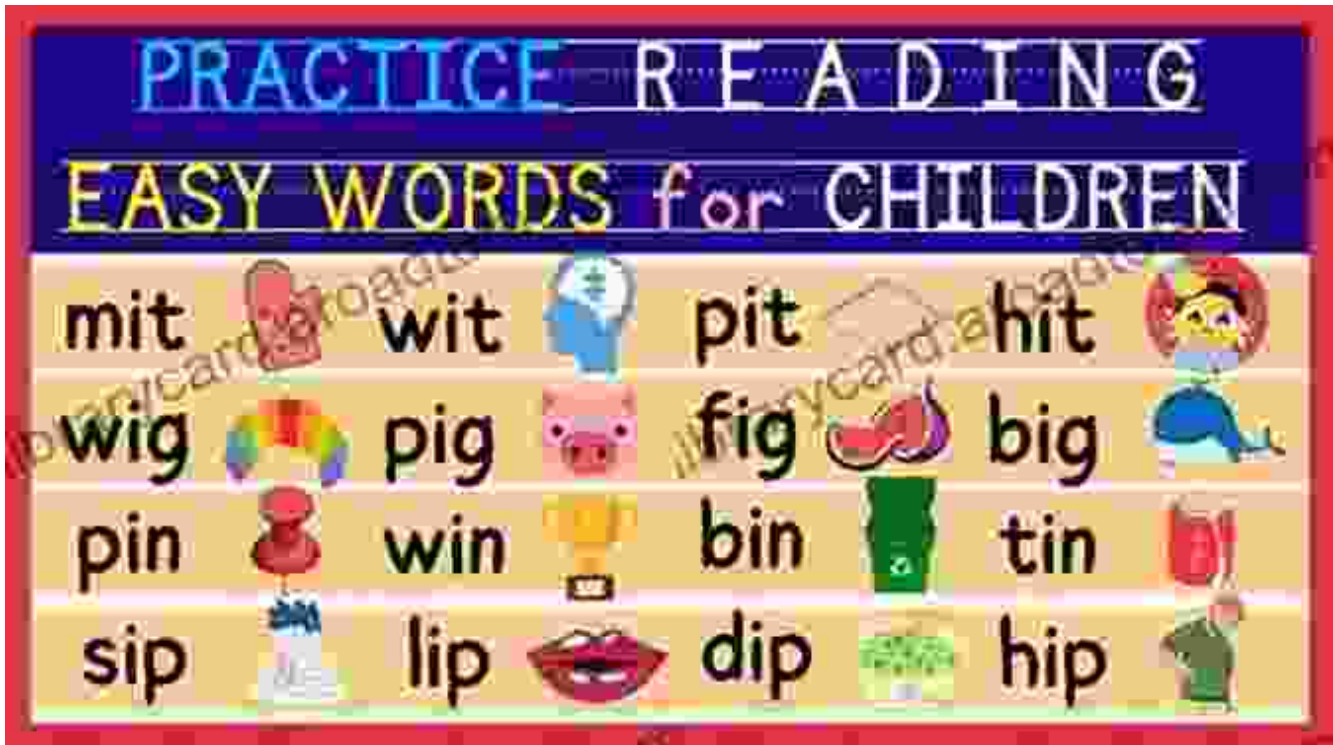 PRACTICE READING
EASY WORDS for CHILDREN
mit wit pit hit
wig pig fig big
pin win bin tin
sip lip dip hip